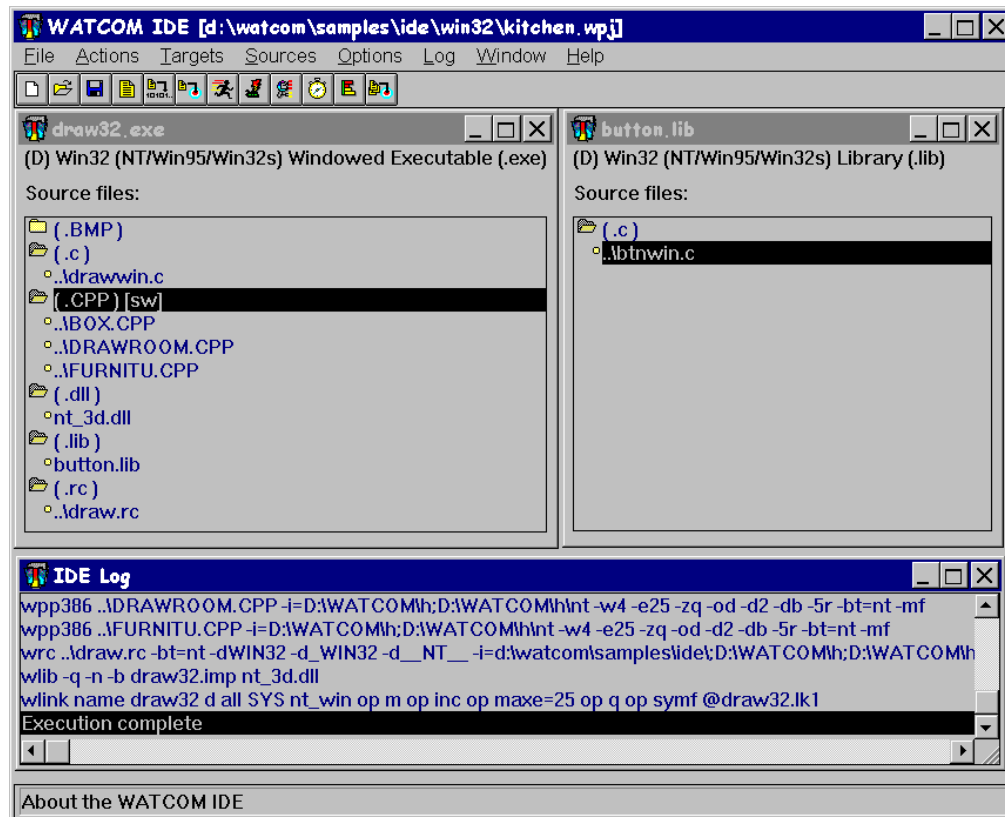 WATCOM IDE [d:\watcom\samples\ide\win32\kitchen.wpj]
File Actions Targets Sources Options Log Window Help
draw32.exe
(D) Win32 (NT/Win95/Win32s) Windowed Executable (.exe)
Source files:
( .BMP )
( .c )
..\drawwin.c
( .CPP ) [sw]
..\BOX.CPP
..\DRAWROOM.CPP
..\FURNITU.CPP
( .dll )
nt_3d.dll
( .lib )
button.lib
( .rc )
..\draw.rc
button.lib
(D) Win32 (NT/Win95/Win32s) Library (.lib)
Source files:
( .c )
..\btnwin.c
IDE Log
wpp386 ..\DRAWROOM.CPP -i=D:\WATCOM\h;D:\WATCOM\h\nt -w4 -e25 -zq -od -d2 -db -5r -bt=nt -mf
wpp386 ..\FURNITU.CPP -i=D:\WATCOM\h;D:\WATCOM\h\nt -w4 -e25 -zq -od -d2 -db -5r -bt=nt -mf
wrc ..\draw.rc -bt=nt -dWIN32 -d_WIN32 -d__NT__ -i=d:\watcom\samples\ide\;D:\WATCOM\h;D:\WATCOM\h
wlib -q -n -b draw32.imp nt_3d.dll
wlink name draw32 d all SYS nt_win op m op inc op maxe=25 op q op symf @draw32.lk1
Execution complete
About the WATCOM IDE